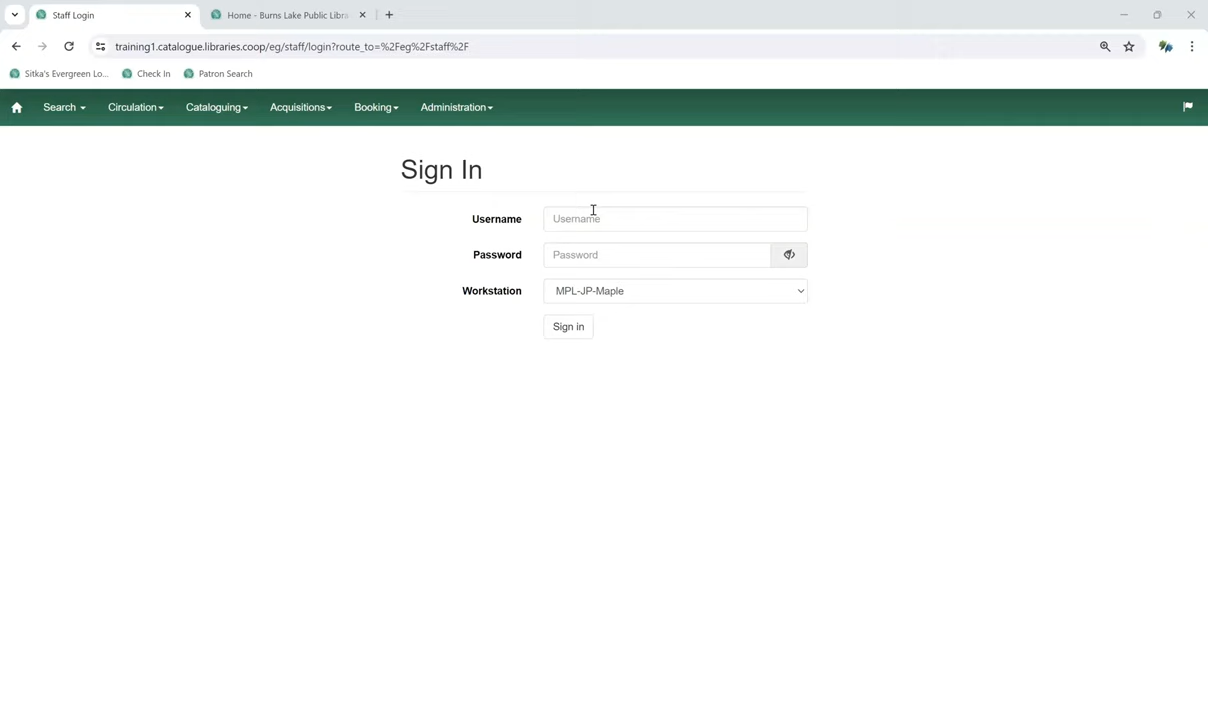 Staff Login
Home - Burns Lake Public Libra
training1.catalogue.libraries.coop/eg/staff/login?route_to=%2Feg%2Fstaff%2F
Sitka's Evergreen Lo... Check In Patron Search
Search Circulation Cataloguing Acquisitions Booking Administration
Sign In
Username Username
Password Password
Workstation MPL-JP-Maple
Sign in